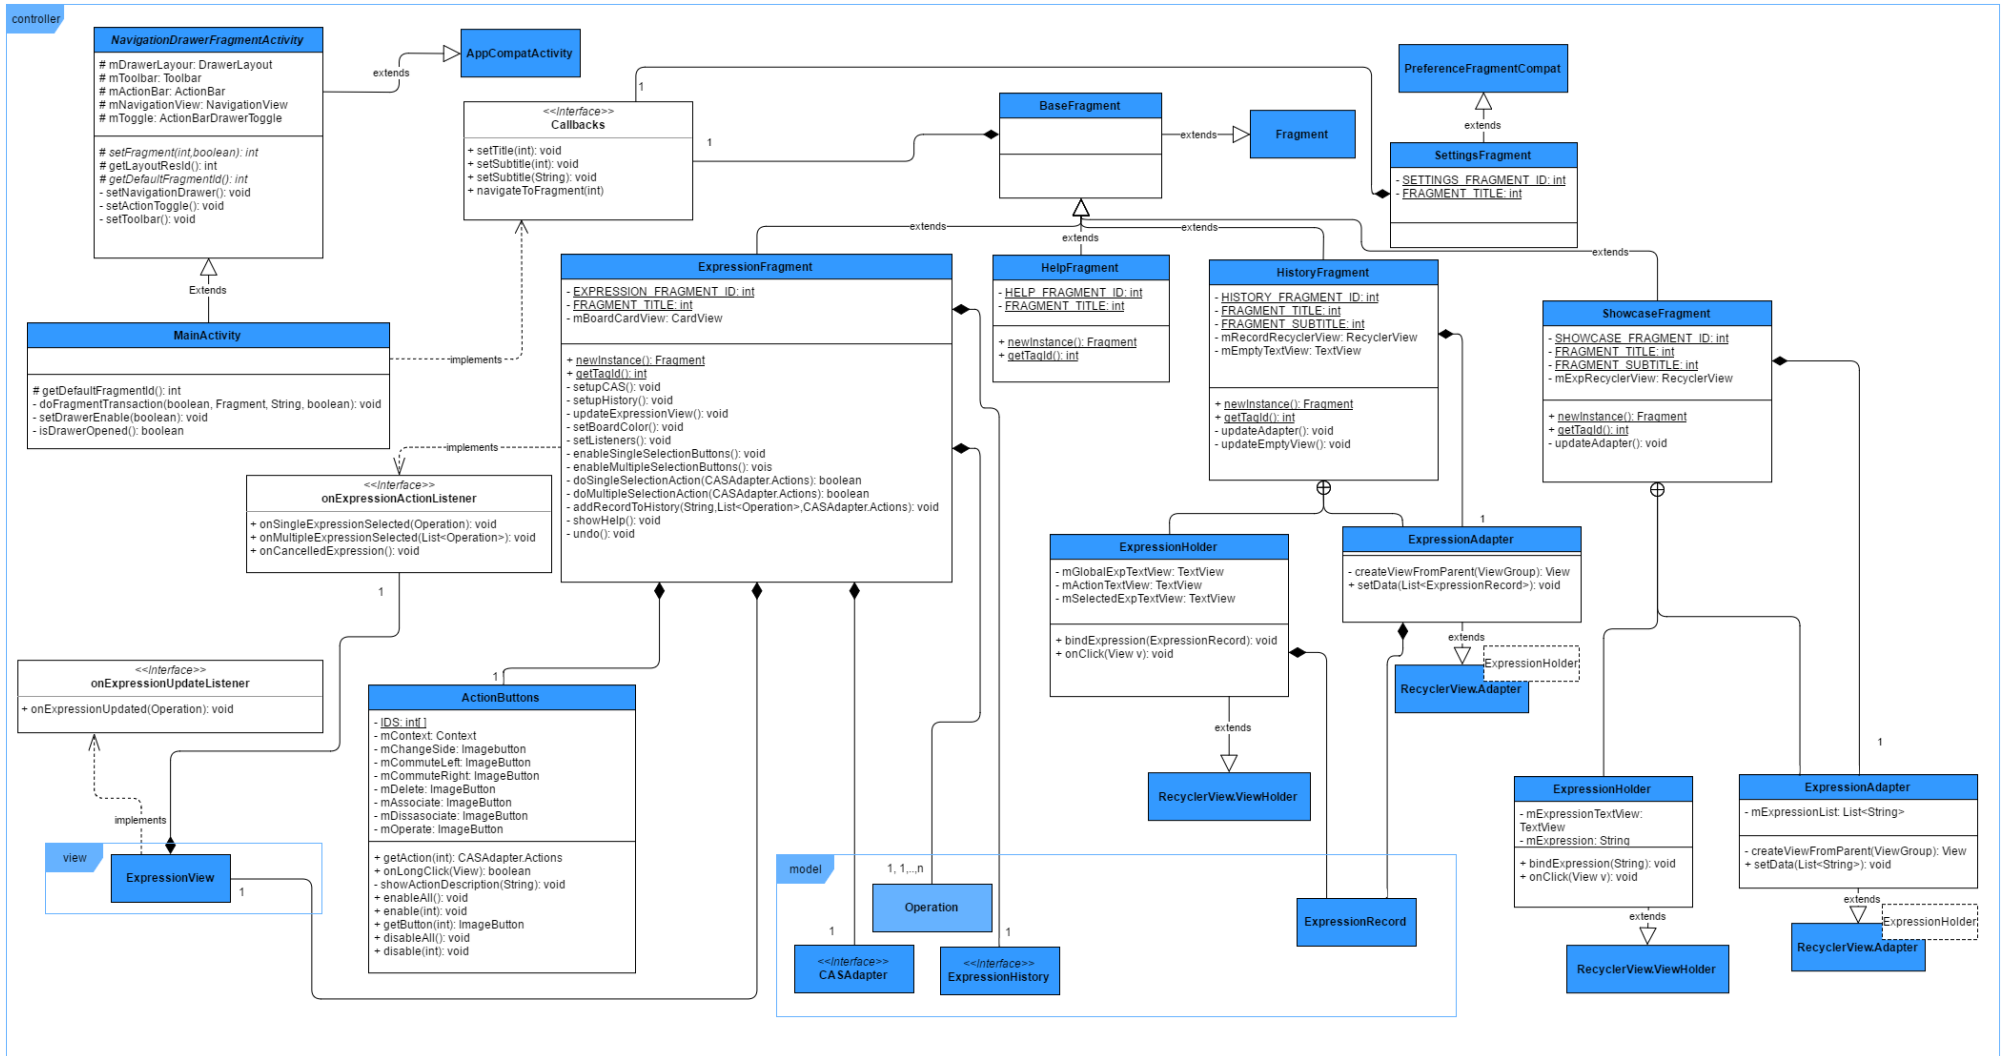 controller
NavigationDrawerFragmentActivity
# mDrawerLayour: DrawerLayout
# mToolbar: Toolbar
# mActionBar: ActionBar
# mNavigationView: NavigationView
# mToggle: ActionBarDrawerToggle
# setFragment(int,boolean): int
# getLayoutResId(): int
# getDefaultFragmentId(): int
- setNavigationDrawer(): void
- setActionToggle(): void
- setToolbar(): void
extends
AppCompatActivity
<<Interface>>
Callbacks
+ setTitle(int): void
+ setSubtitle(int): void
+ setSubtitle(String): void
+ navigateToFragment(int)
1
1
BaseFragment
extends
Fragment
PreferenceFragmentCompat
extends
SettingsFragment
- SETTINGS_FRAGMENT_ID: int
- FRAGMENT_TITLE: int
Extends
MainActivity
# getDefaultFragmentId(): int
- doFragmentTransaction(boolean, Fragment, String, boolean): void
- setDrawerEnable(boolean): void
- isDrawerOpened(): boolean
implements
extends
extends
extends
extends
ExpressionFragment
- EXPRESSION_FRAGMENT_ID: int
- FRAGMENT_TITLE: int
- mBoardCardView: CardView
+ newInstance(): Fragment
+ getTagId(): int
- setupCAS(): void
- setupHistory(): void
- updateExpressionView(): void
- setBoardColor(): void
- setListeners(): void
- enableSingleSelectionButtons(): void
- enableMultipleSelectionButtons(): vois
- doSingleSelectionAction(CASAdapter.Actions): boolean
- doMultipleSelectionAction(CASAdapter.Actions): boolean
- addRecordToHistory(String,List<Operation>,CASAdapter.Actions): void
- showHelp(): void
- undo(): void
HelpFragment
- HELP_FRAGMENT_ID: int
- FRAGMENT_TITLE: int
+ newInstance(): Fragment
+ getTagId(): int
HistoryFragment
- HISTORY_FRAGMENT_ID: int
- FRAGMENT_TITLE: int
- FRAGMENT_SUBTITLE: int
- mRecordRecyclerView: RecyclerView
- mEmptyTextView: TextView
+ newInstance(): Fragment
+ getTagId(): int
- updateAdapter(): void
- updateEmptyView(): void
ShowcaseFragment
- SHOWCASE_FRAGMENT_ID: int
- FRAGMENT_TITLE: int
- FRAGMENT_SUBTITLE: int
- mExpRecyclerView: RecyclerView
+ newInstance(): Fragment
+ getTagId(): int
- updateAdapter(): void
implements
<<Interface>>
onExpressionActionListener
+ onSingleExpressionSelected(Operation): void
+ onMultipleExpressionSelected(List<Operation>): void
+ onCancelledExpression(): void
1
<<Interface>>
onExpressionUpdateListener
+ onExpressionUpdated(Operation): void
implements
view
ExpressionView
1
1
ActionButtons
- IDS: int[ ]
- mContext: Context
- mChangeSide: Imagebutton
- mCommuteLeft: ImageButton
- mCommuteRight: ImageButton
- mDelete: ImageButton
- mAssociate: ImageButton
- mDissasociate: ImageButton
- mOperate: ImageButton
+ getAction(int): CASAdapter.Actions
+ onLongClick(View): boolean
- showActionDescription(String): void
+ enableAll(): void
+ enable(int): void
+ getButton(int): ImageButton
+ disableAll(): void
+ disable(int): void
ExpressionHolder
- mGlobalExpTextView: TextView
- mActionTextView: TextView
- mSelectedExpTextView: TextView
+ bindExpression(ExpressionRecord): void
+ onClick(View v): void
extends
RecyclerView.ViewHolder
1
ExpressionAdapter
- createViewFromParent(ViewGroup): View
+ setData(List<ExpressionRecord>): void
extends
ExpressionHolder
RecyclerView.Adapter
model
1, 1,..,n
Operation
1
<<Interface>>
CASAdapter
1
<<Interface>>
ExpressionHistory
ExpressionRecord
ExpressionHolder
- mExpressionTextView:
TextView
- mExpression: String
+ bindExpression(String): void
+ onClick(View v): void
extends
RecyclerView.ViewHolder
1
ExpressionAdapter
- mExpressionList: List<String>
- createViewFromParent(ViewGroup): View
+ setData(List<String>): void
extends
ExpressionHolder
RecyclerView.Adapter